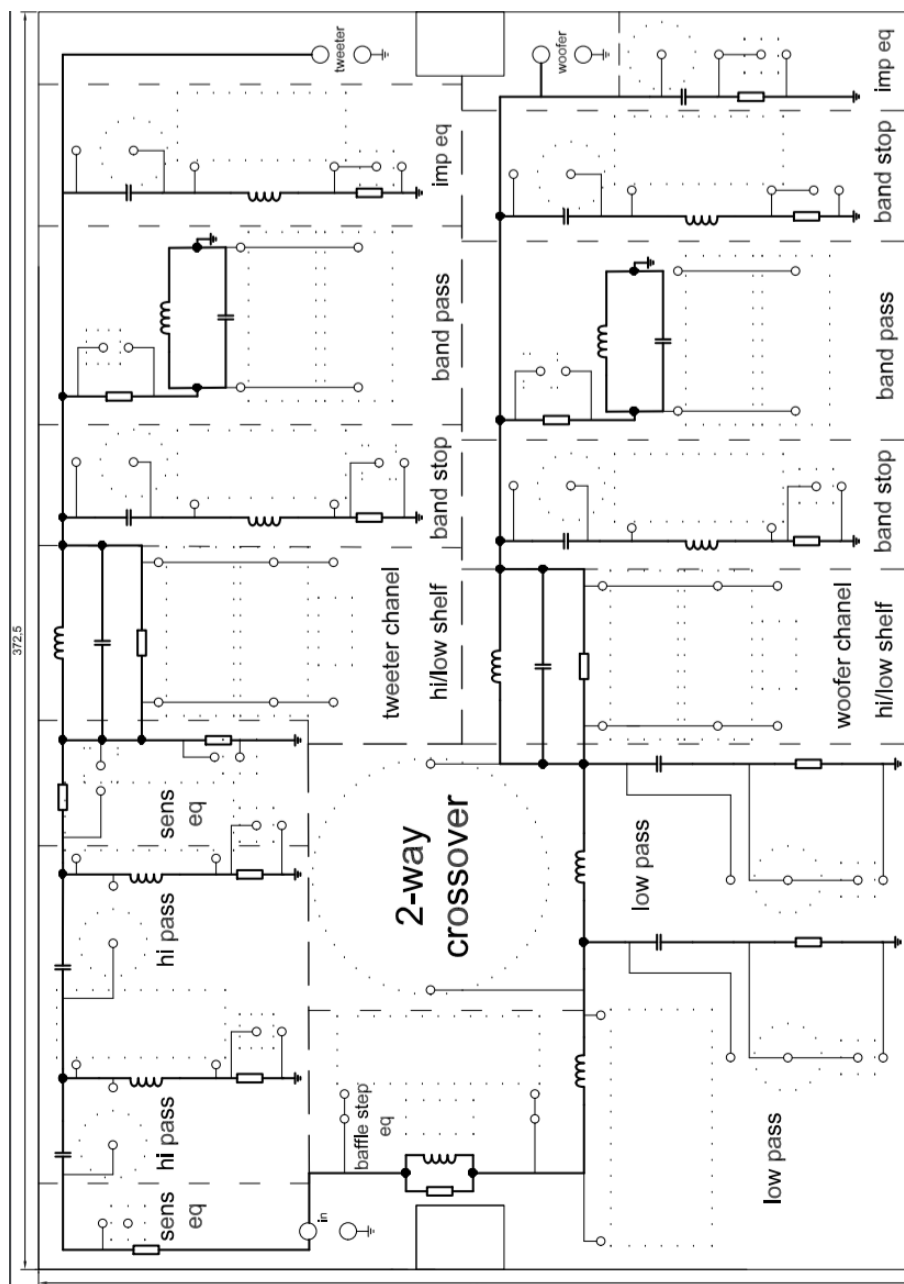 372,5
sens
eq
hi pass
hi pass
sens
eq
in
tweeter
baffle step
eq
2-way
crossover
tweeter chanel
hi/low shelf
band stop
band pass
imp eq
woofer
low pass
low pass
woofer chanel
hi/low shelf
band stop
band pass
band stop
imp eq